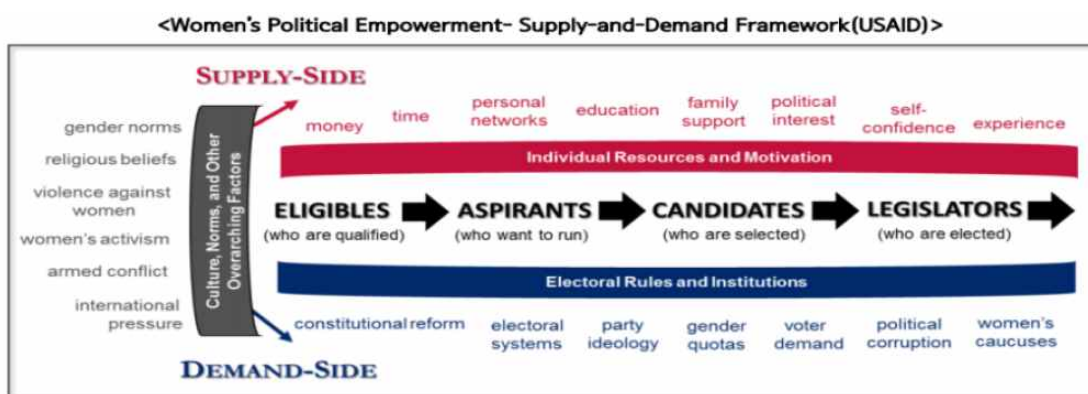 <Women's Political Empowerment- Supply-and-Demand Framework(USAID)>
SUPPLY-SIDE
gender norms
religious beliefs
violence against
women
women's activism
armed conflict
international
pressure
Culture, Norms, and Other
Overarching Factors
money
time
personal
networks
education
family
support
political
interest
self-
confidence
experience
Individual Resources and Motivation
ELIGIBLES
(who are qualified)
ASPIRANTS
(who want to run)
CANDIDATES
(who are selected)
LEGISLATORS
(who are elected)
Electoral Rules and Institutions
constitutional reform
electoral
systems
party
ideology
gender
quotas
voter
demand
political
corruption
women's
caucuses
DEMAND-SIDE